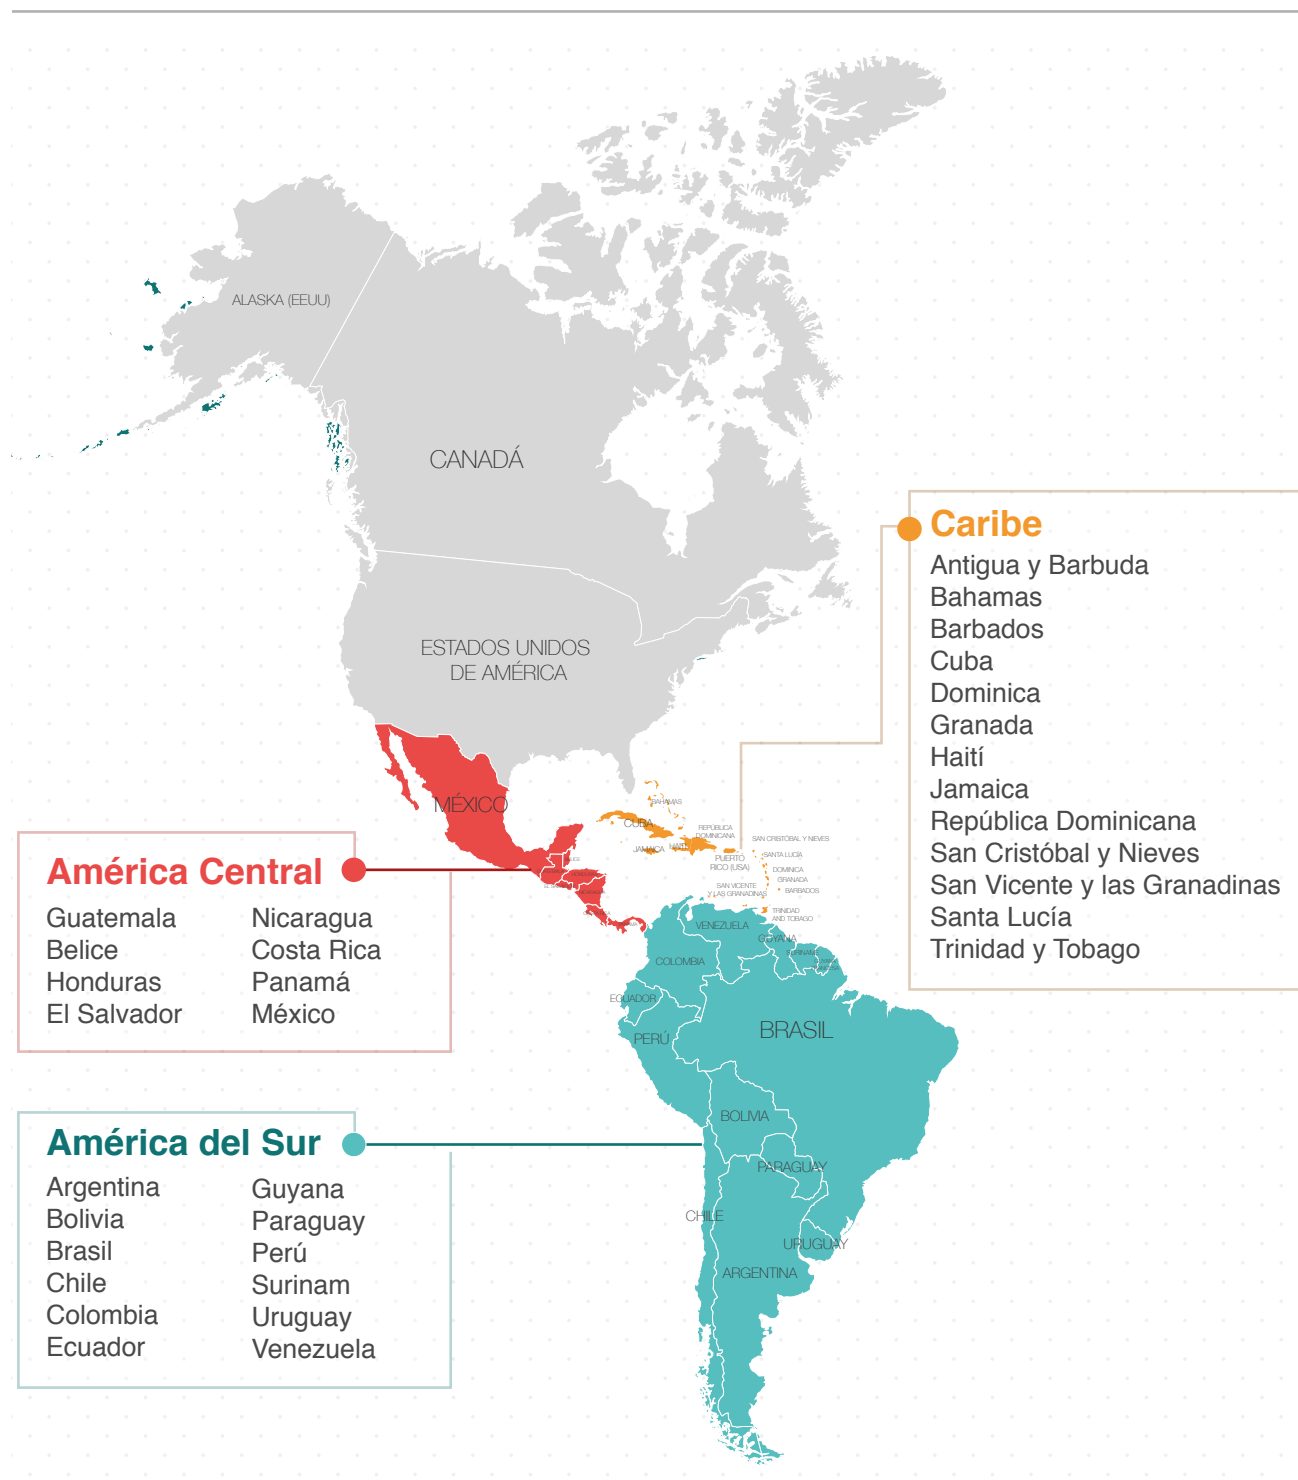 ALASKA (EEUU)
CANADÁ
ESTADOS UNIDOS
DE AMÉRICA
MÉXICO
BAHAMAS
CUBA
REPÚBLICA
DOMINICANA
JAMAICA
HAITÍ
PUERTO
RICO (USA)
SAN CRISTÓBAL Y NIEVES
SANTA LUCÍA
DOMINICA
GRANADA
BARBADOS
SAN VICENTE
Y LAS GRANADINAS
TRINIDAD
AND TOBAGO
Caribe
Antigua y Barbuda
Bahamas
Barbados
Cuba
Dominica
Granada
Haití
Jamaica
República Dominicana
San Cristóbal y Nieves
San Vicente y las Granadinas
Santa Lucía
Trinidad y Tobago
América Central
Guatemala
Belice
Honduras
El Salvador
Nicaragua
Costa Rica
Panamá
México
VENEZUELA
GUYANA
SURINAME
COLOMBIA
ECUADOR
PERÚ
BRASIL
BOLIVIA
PARAGUAY
CHILE
URUGUAY
ARGENTINA
América del Sur
Argentina
Bolivia
Brasil
Chile
Colombia
Ecuador
Guyana
Paraguay
Perú
Surinam
Uruguay
Venezuela